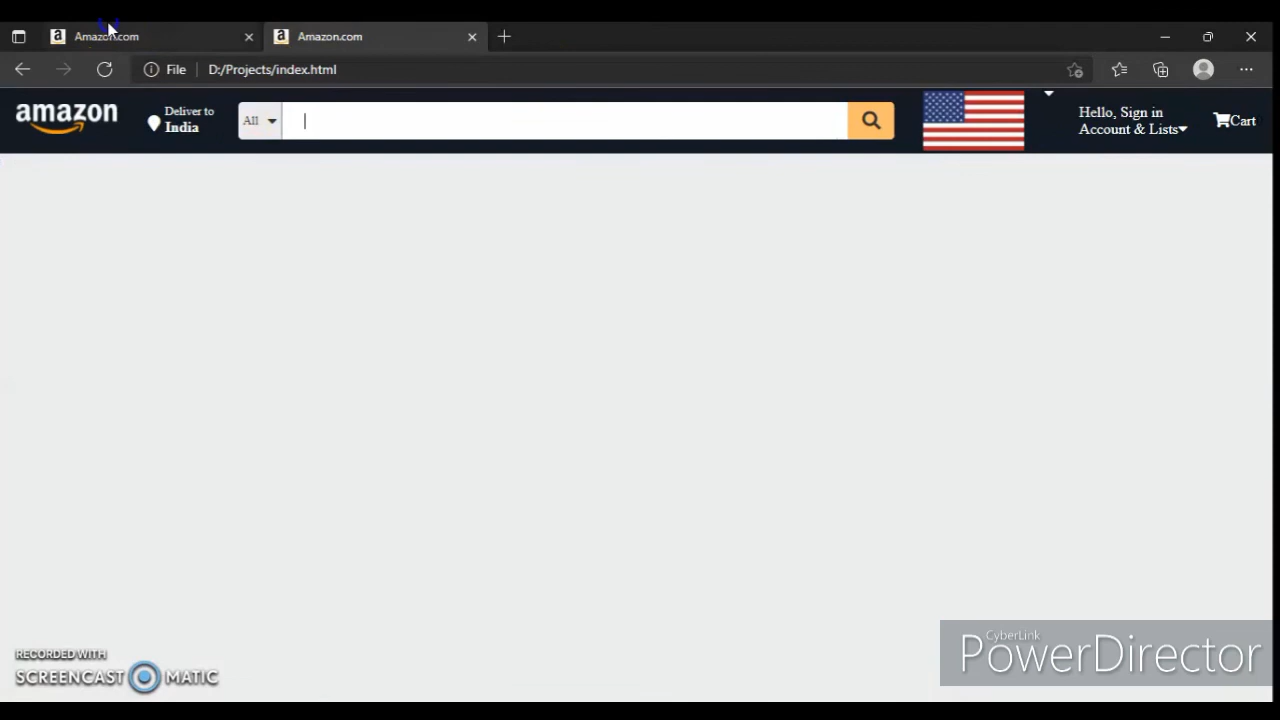 Amazon.com
Amazon.com
File
D:/Projects/index.html
amazon
Deliver to
India
All
Hello, Sign in
Account & Lists
Cart
RECORDED WITH
SCREENCAST MATIC
CyberLink
PowerDirector